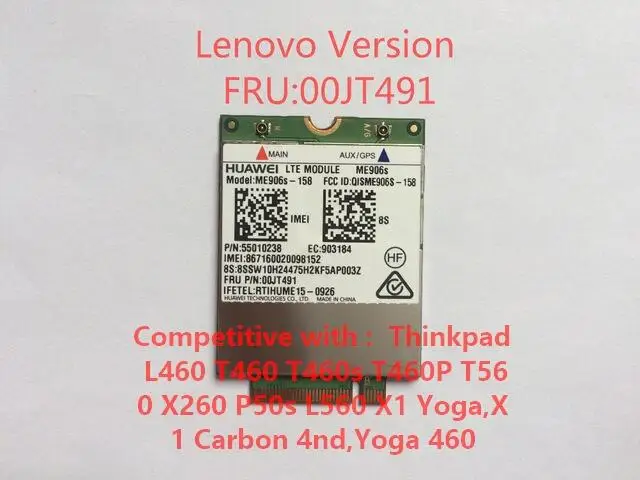 Lenovo Version
FRU:00JT491
M A/G
MAIN AUX/GPS
HUAWEI LTE MODULE ME906s
Model:ME906s-158 FCC ID:QISME906S-158
IMEI 8S
P/N:55010238 EC:903184
IMEI:867160020098152
8S:8SSW10H24475H2KF5AP003Z
FRU P/N:00JT491
IFETEL:RTIHUME15-0926
HUAWEI TECHNOLOGIES CO., LTD. MADE IN CHINA
HF
Competitive with : Thinkpad
L460 T460 T460s T460P T56
0 X260 P50s L560 X1 Yoga,X
1 Carbon 4nd,Yoga 460